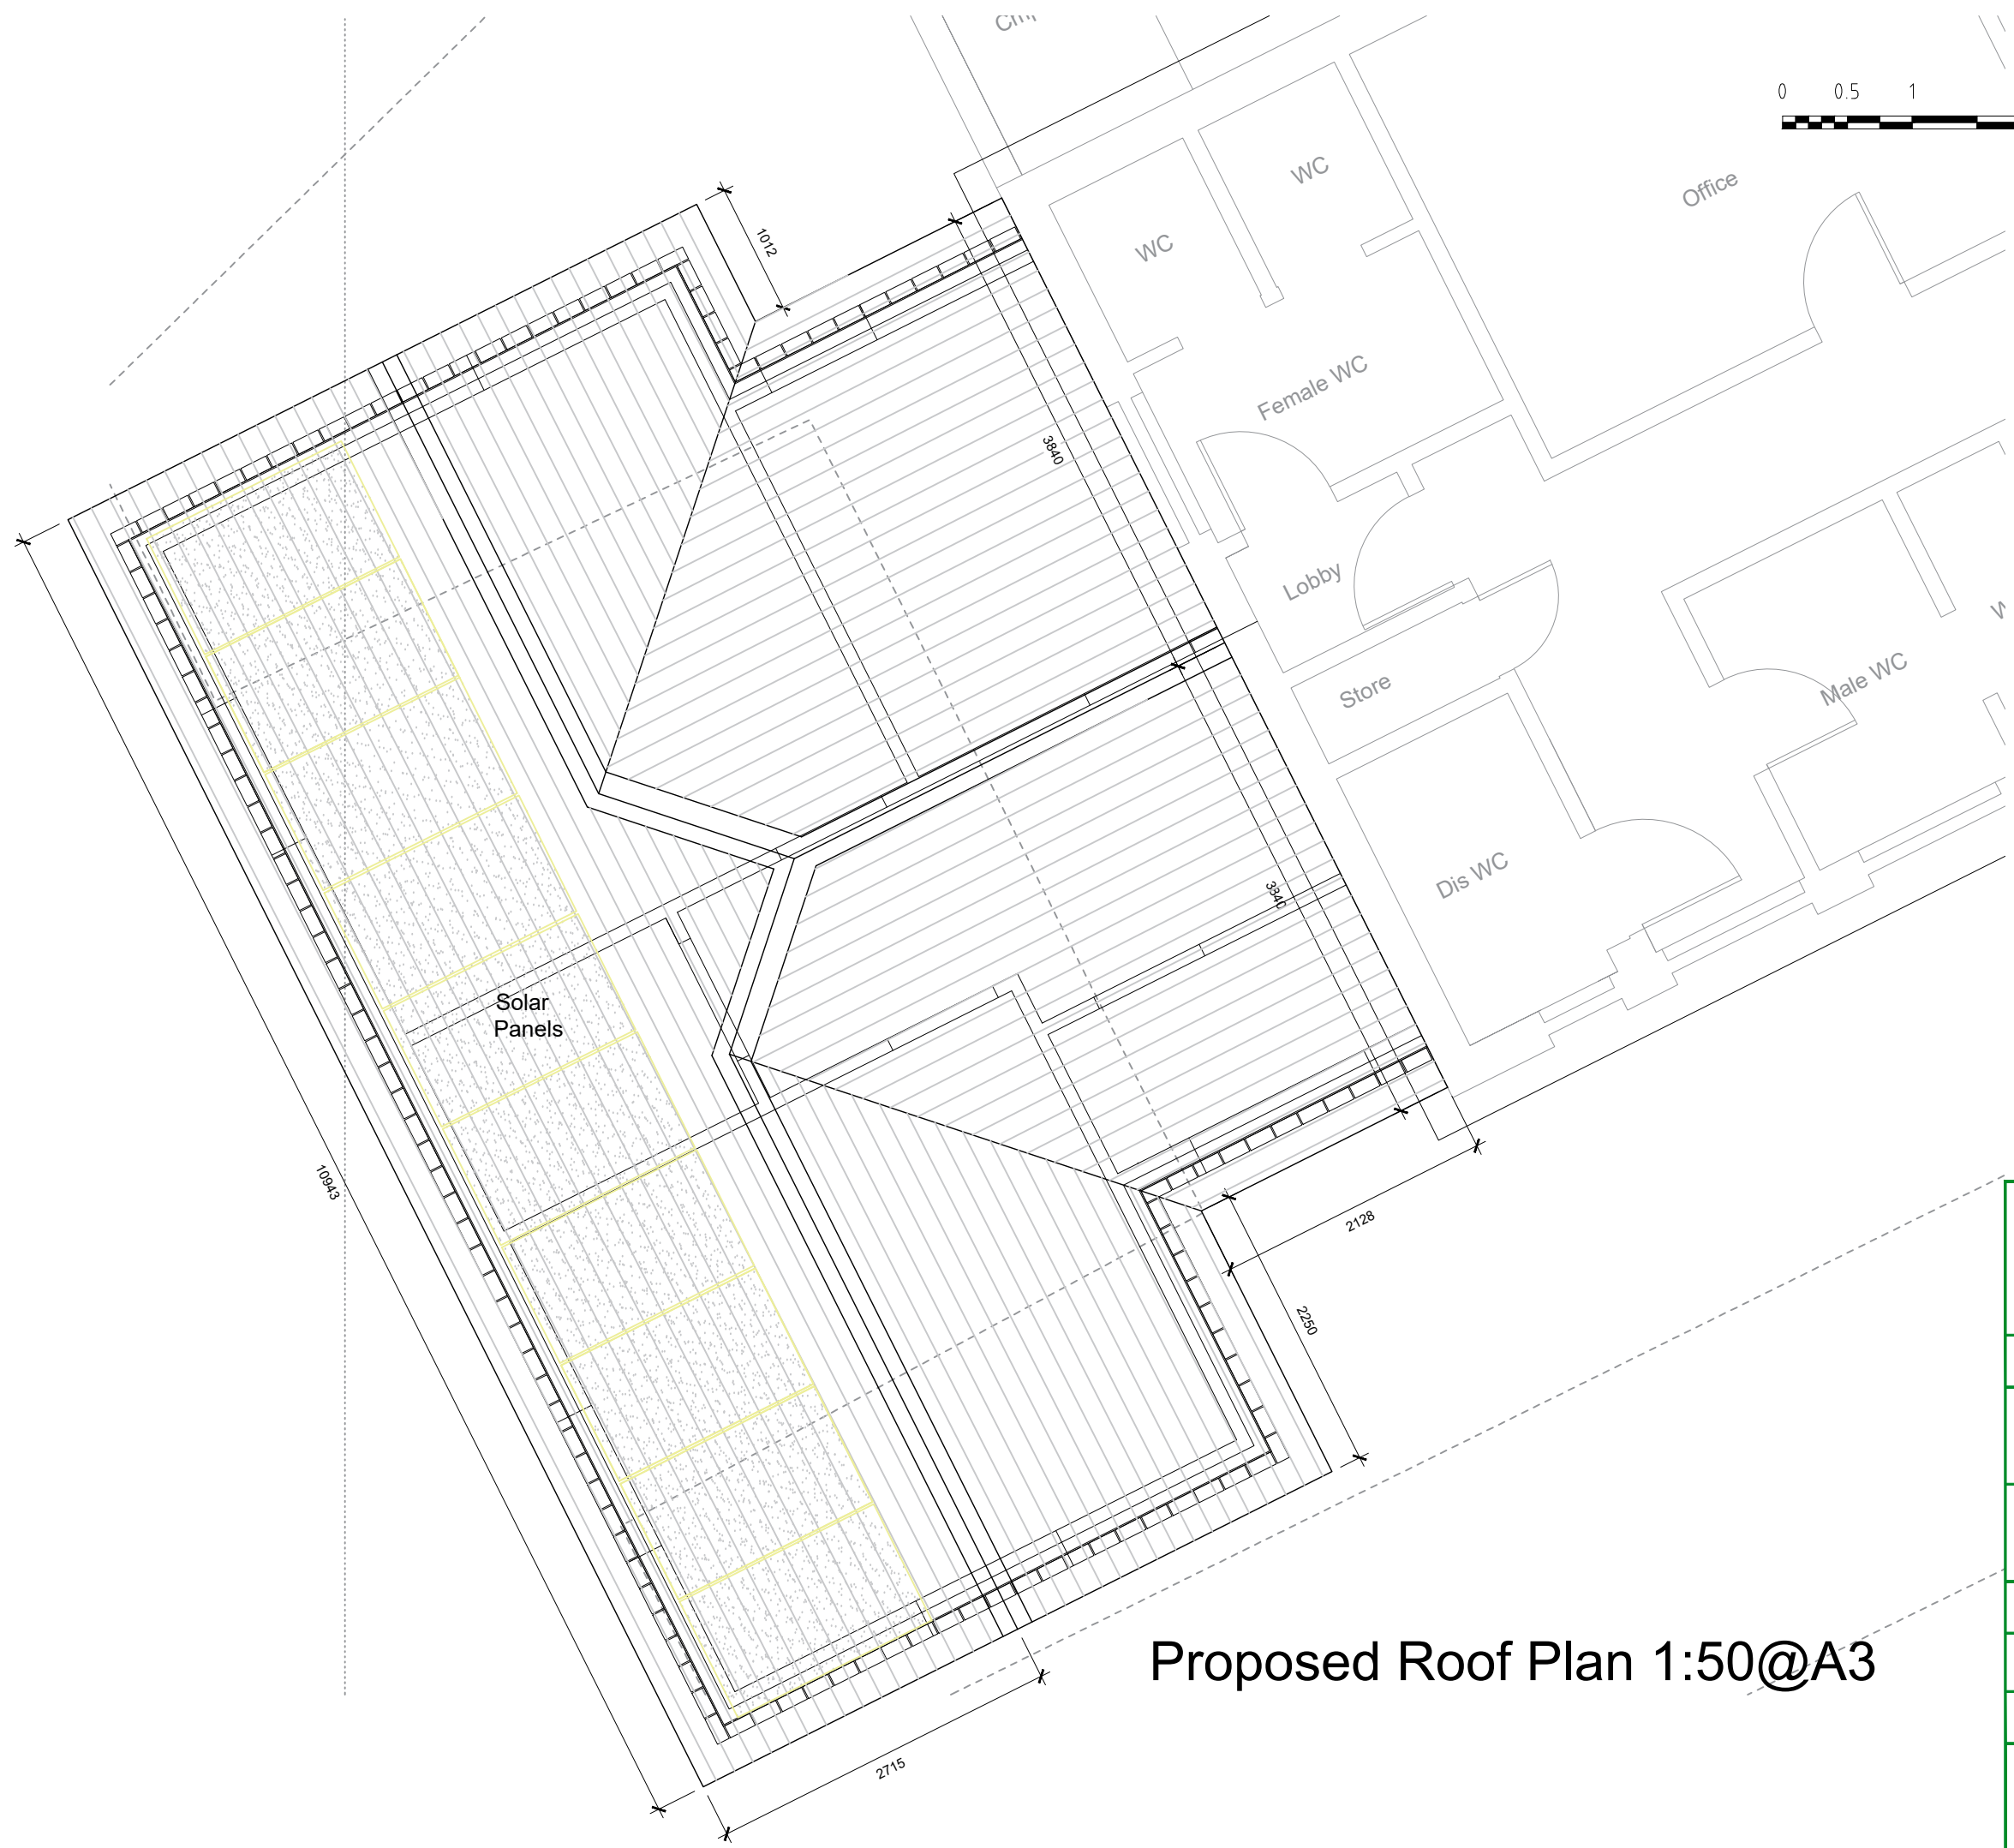 0 0.5 1
WC
Office
1012
WC
Female WC
3840
Lobby
Store
Male WC
Dis WC
3840
Solar
Panels
10943
2128
2250
Proposed Roof Plan 1:50@A3
2715